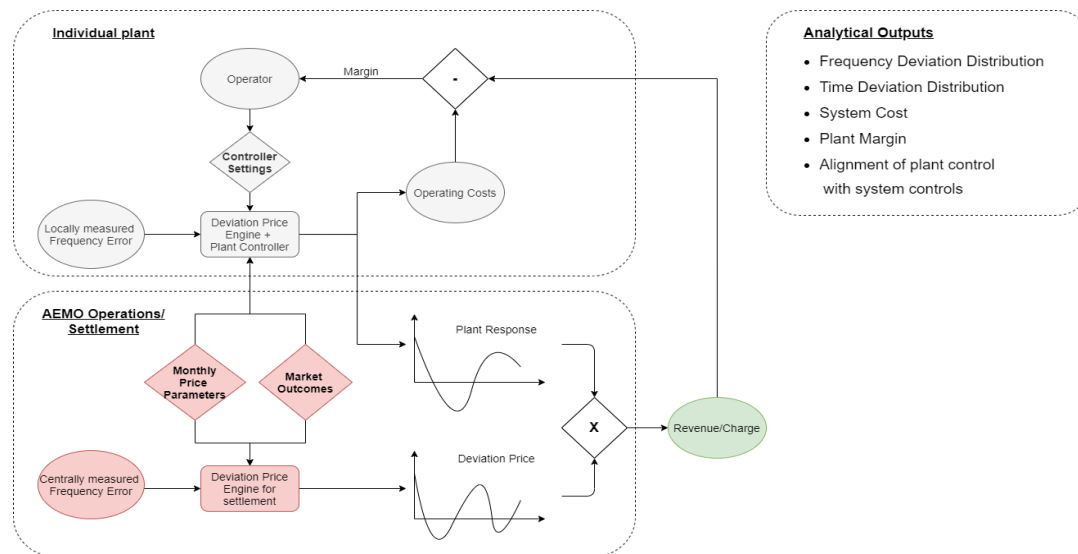 Individual plant
Operator
Margin
-
Controller
Settings
Operating Costs
Locally measured
Frequency Error
Deviation Price
Engine +
Plant Controller
AEMO Operations/
Settlement
Monthly
Price
Parameters
Market
Outcomes
Plant Response
X
Revenue/Charge
Centrally measured
Frequency Error
Deviation Price
Engine for
settlement
Deviation Price
Analytical Outputs
• Frequency Deviation Distribution
• Time Deviation Distribution
• System Cost
• Plant Margin
• Alignment of plant control
with system controls